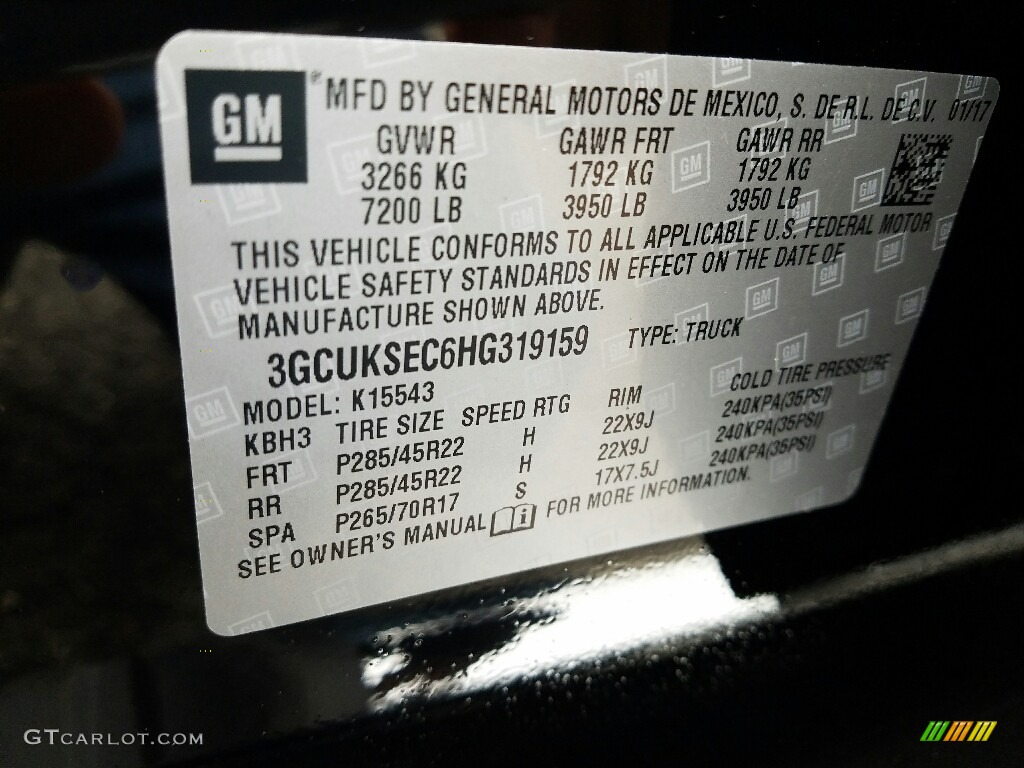 GM ® MFD BY GENERAL MOTORS DE MEXICO, S. DE R.L. DE C.V. 01/17
GVWR GAWR FRT GAWR RR
3266 KG 1792 KG 1792 KG
7200 LB 3950 LB 3950 LB
THIS VEHICLE CONFORMS TO ALL APPLICABLE U.S. FEDERAL MOTOR
VEHICLE SAFETY STANDARDS IN EFFECT ON THE DATE OF
MANUFACTURE SHOWN ABOVE.
3GCUKSEC6HG319159 TYPE: TRUCK
MODEL: K15543
KBH3 TIRE SIZE SPEED RTG RIM COLD TIRE PRESSURE
FRT P285/45R22 H 22X9J 240KPA(35PSI)
RR P285/45R22 H 22X9J 240KPA(35PSI)
SPA P265/70R17 S 17X7.5J 240KPA(35PSI)
SEE OWNER'S MANUAL FOR MORE INFORMATION.
GTCARLOT.COM